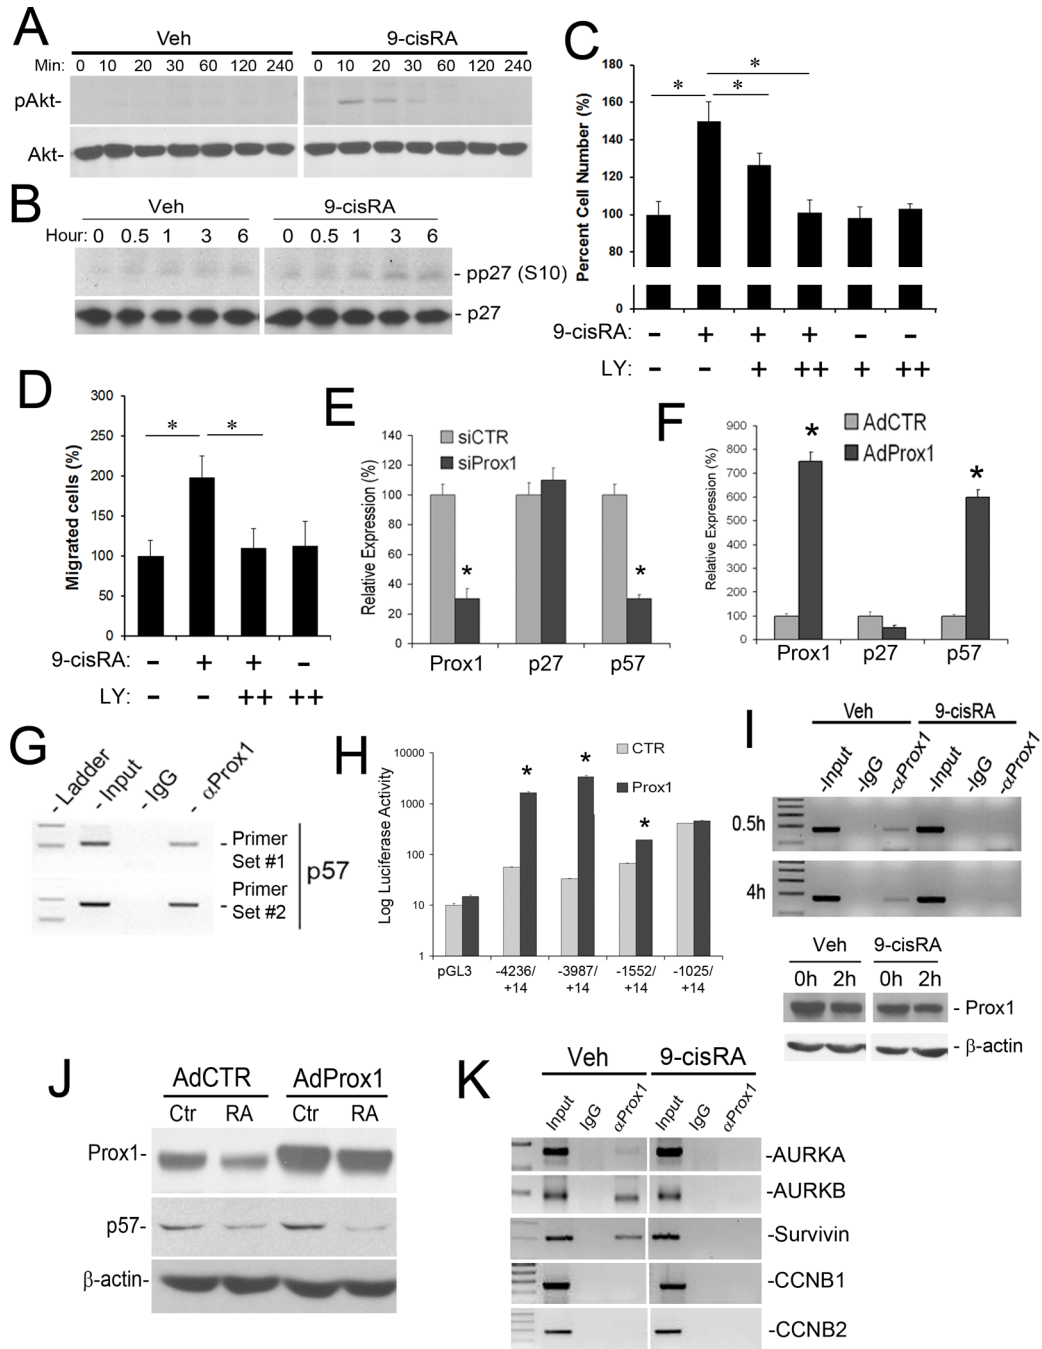 A
Veh
9-cisRA
Min: 0 10 20 30 60 120 240 0 10 20 30 60 120 240
pAkt-
Akt-
B
Veh
9-cisRA
Hour: 0 0.5 1 3 6 0 0.5 1 3 6
- pp27 (S10)
- p27
C
Percent Cell Number (%)
180
160
140
120
100
80
0
* * *
9-cisRA: - + + + - -
LY: - - + ++ + ++
D
Migrated cells (%)
300
250
200
150
100
50
0
* *
9-cisRA: - + + -
LY: - - ++ ++
E
siCTR
siProx1
Relative Expression (%)
140
120
100
80
60
40
20
0
* *
Prox1 p27 p57
F
AdCTR
AdProx1
Relative Expression (%)
900
800
700
600
500
400
300
200
100
0
* *
Prox1 p27 p57
G
- Ladder
- Input
- IgG
- αProx1
- Primer
Set #1
Primer
- Set #2
p57
H
CTR
Prox1
Log Luciferase Activity
10000
1000
100
10
1
* * *
pGL3 -4236/ -3987/ -1552/ -1025/
+14 +14 +14 +14
I
Veh 9-cisRA
-Input -IgG -αProx1 -Input -IgG -αProx1
0.5h
4h
Veh 9-cisRA
0h 2h 0h 2h
- Prox1
- β-actin
J
AdCTR AdProx1
Ctr RA Ctr RA
Prox1-
p57-
β-actin-
K
Veh 9-cisRA
Input IgG αProx1 Input IgG αProx1
-AURKA
-AURKB
-Survivin
-CCNB1
-CCNB2